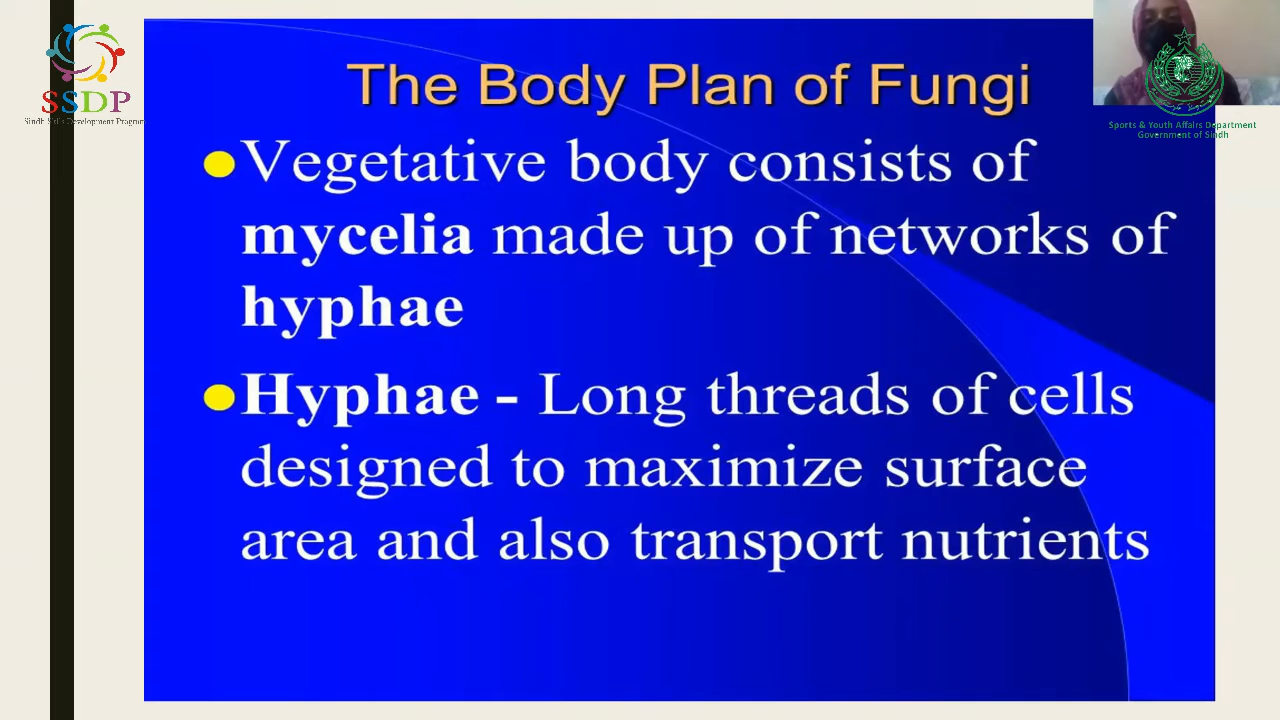 SSDP
Sindh Skills Development Program
The Body Plan of Fungi
Sports & Youth Affairs Department
Government of Sindh
Vegetative body consists of
mycelia made up of networks of
hyphae
Hyphae - Long threads of cells
designed to maximize surface
area and also transport nutrients